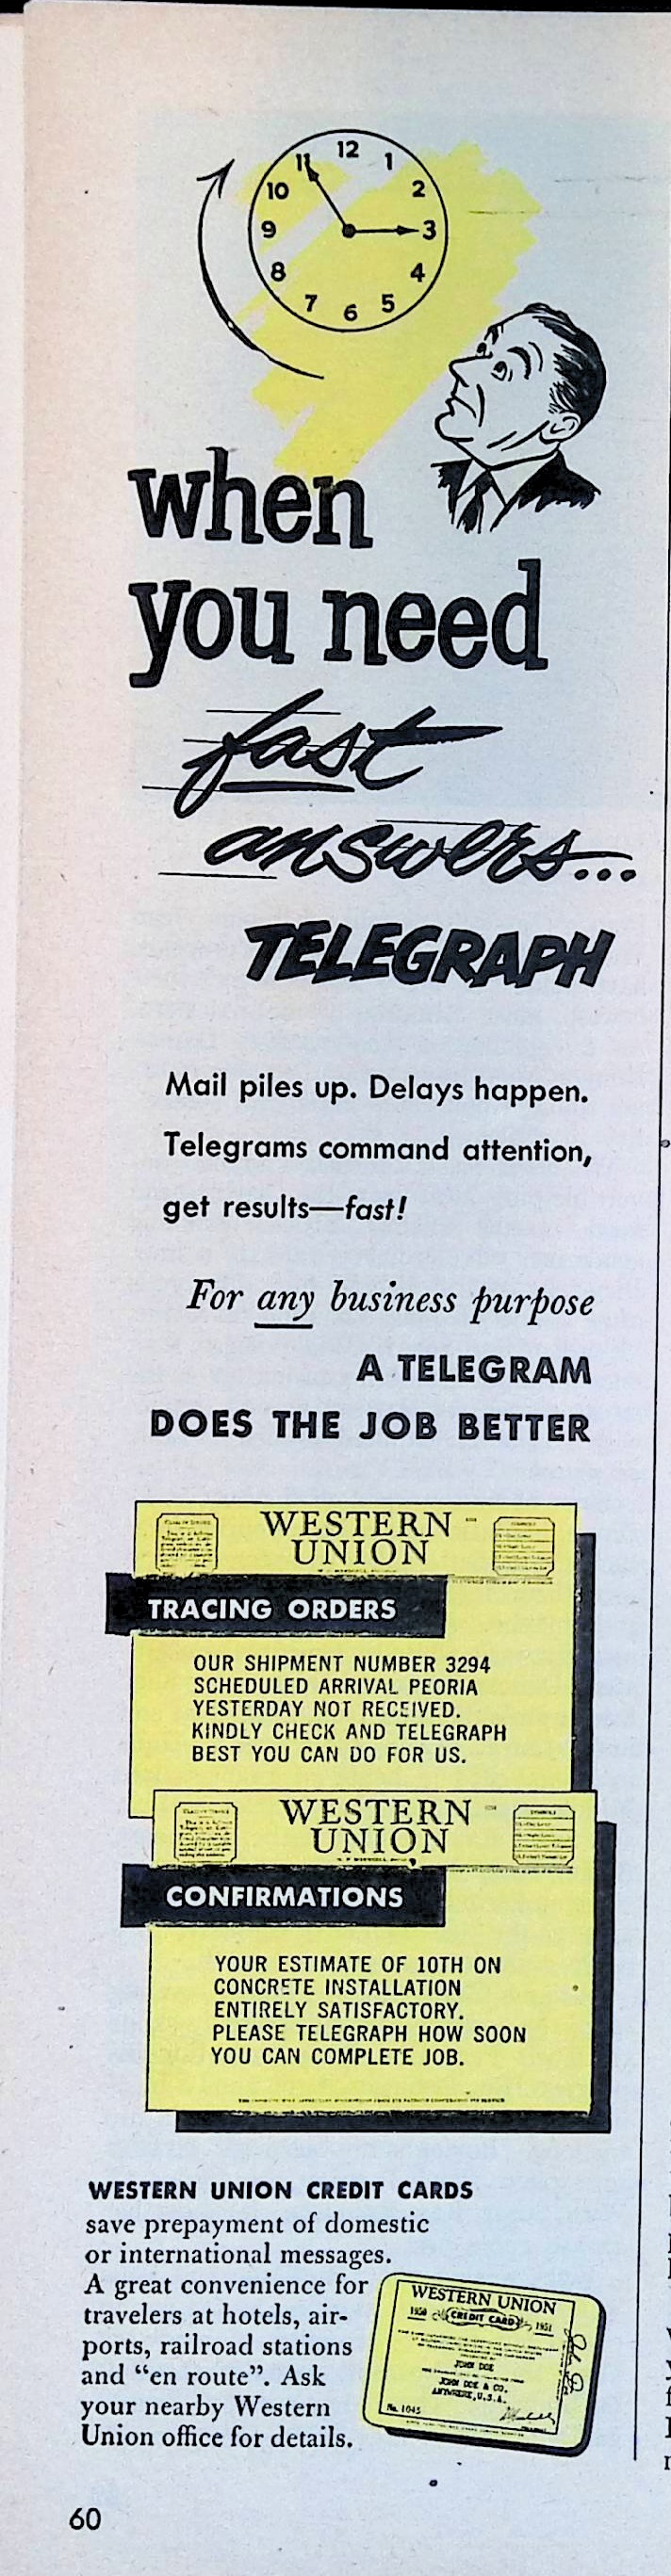 12
11 1
10 2
9 3
8 4
7 6 5
when
you need
fast
answers...
TELEGRAPH
Mail piles up. Delays happen.
Telegrams command attention,
get results—fast!
For any business purpose
A TELEGRAM
DOES THE JOB BETTER
WESTERN
UNION
TRACING ORDERS
OUR SHIPMENT NUMBER 3294
SCHEDULED ARRIVAL PEORIA
YESTERDAY NOT RECEIVED.
KINDLY CHECK AND TELEGRAPH
BEST YOU CAN DO FOR US.
WESTERN
UNION
CONFIRMATIONS
YOUR ESTIMATE OF 10TH ON
CONCRETE INSTALLATION
ENTIRELY SATISFACTORY.
PLEASE TELEGRAPH HOW SOON
YOU CAN COMPLETE JOB.
WESTERN UNION CREDIT CARDS
save prepayment of domestic
or international messages.
A great convenience for
travelers at hotels, air-
ports, railroad stations
and “en route”. Ask
your nearby Western
Union office for details.
WESTERN UNION
1950 CREDIT CARD 1951
JOHN DOE
JOHN DOE & CO.
ANYWHERE, U.S.A.
No. 1045
60